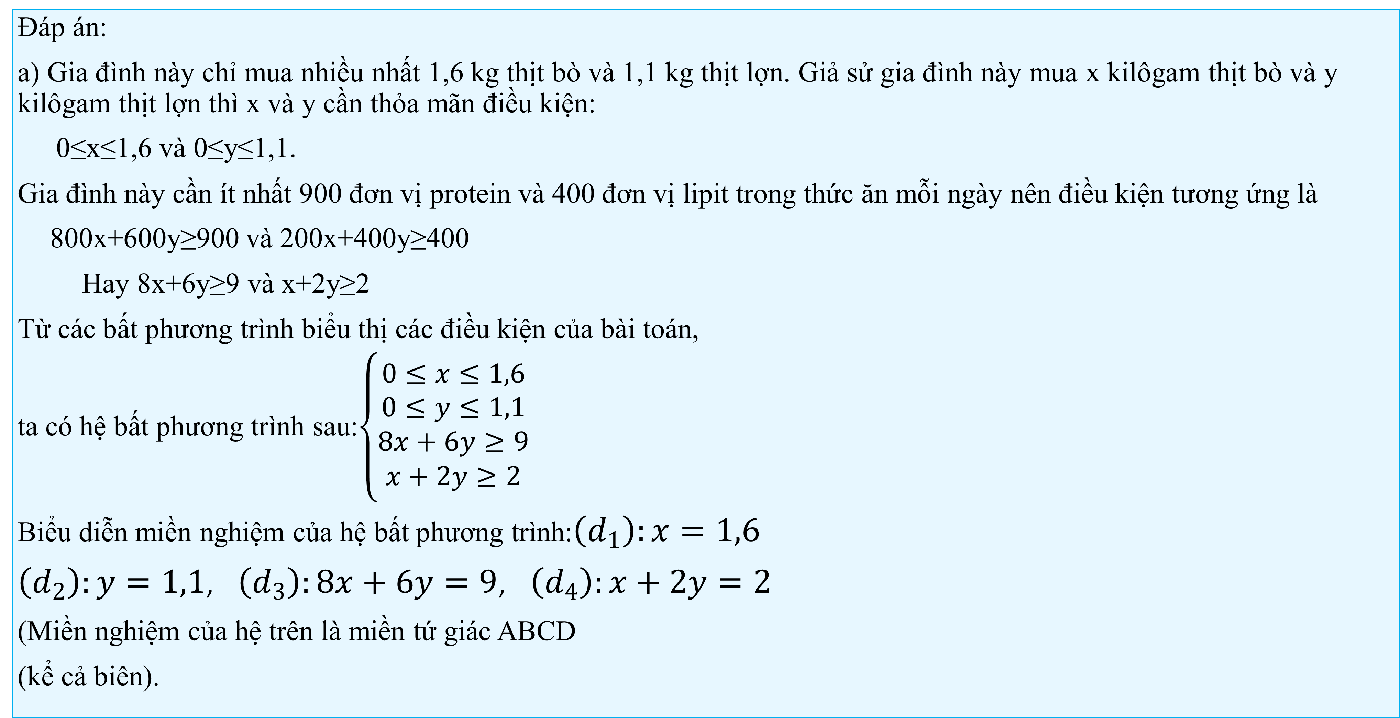 Đáp án:
a) Gia đình này chỉ mua nhiều nhất 1,6 kg thịt bò và 1,1 kg thịt lợn. Giả sử gia đình này mua x kilôgam thịt bò và y
kilôgam thịt lợn thì x và y cần thỏa mãn điều kiện:
0≤x≤1,6 và 0≤y≤1,1.
Gia đình này cần ít nhất 900 đơn vị protein và 400 đơn vị lipit trong thức ăn mỗi ngày nên điều kiện tương ứng là
800x+600y≥900 và 200x+400y≥400
Hay 8x+6y≥9 và x+2y≥2
Từ các bất phương trình biểu thị các điều kiện của bài toán,
ta có hệ bất phương trình sau:
0 ≤ x ≤ 1,6
0 ≤ y ≤ 1,1
8x + 6y ≥ 9
x + 2y ≥ 2
Biểu diễn miền nghiệm của hệ bất phương trình:(d₁): x = 1,6
(d₂): y = 1,1, (d₃): 8x + 6y = 9, (d₄): x + 2y = 2
(Miền nghiệm của hệ trên là miền tứ giác ABCD
(kể cả biên).